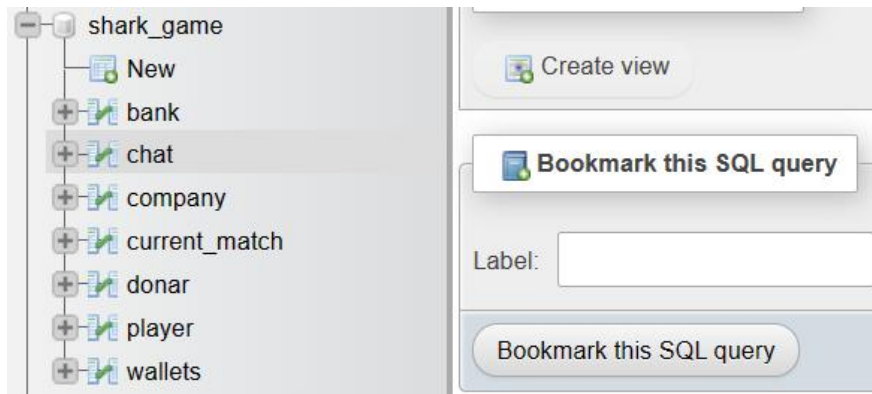 shark_game
New
bank
chat
company
current_match
donar
player
wallets
Create view
Bookmark this SQL query
Label:
Bookmark this SQL query